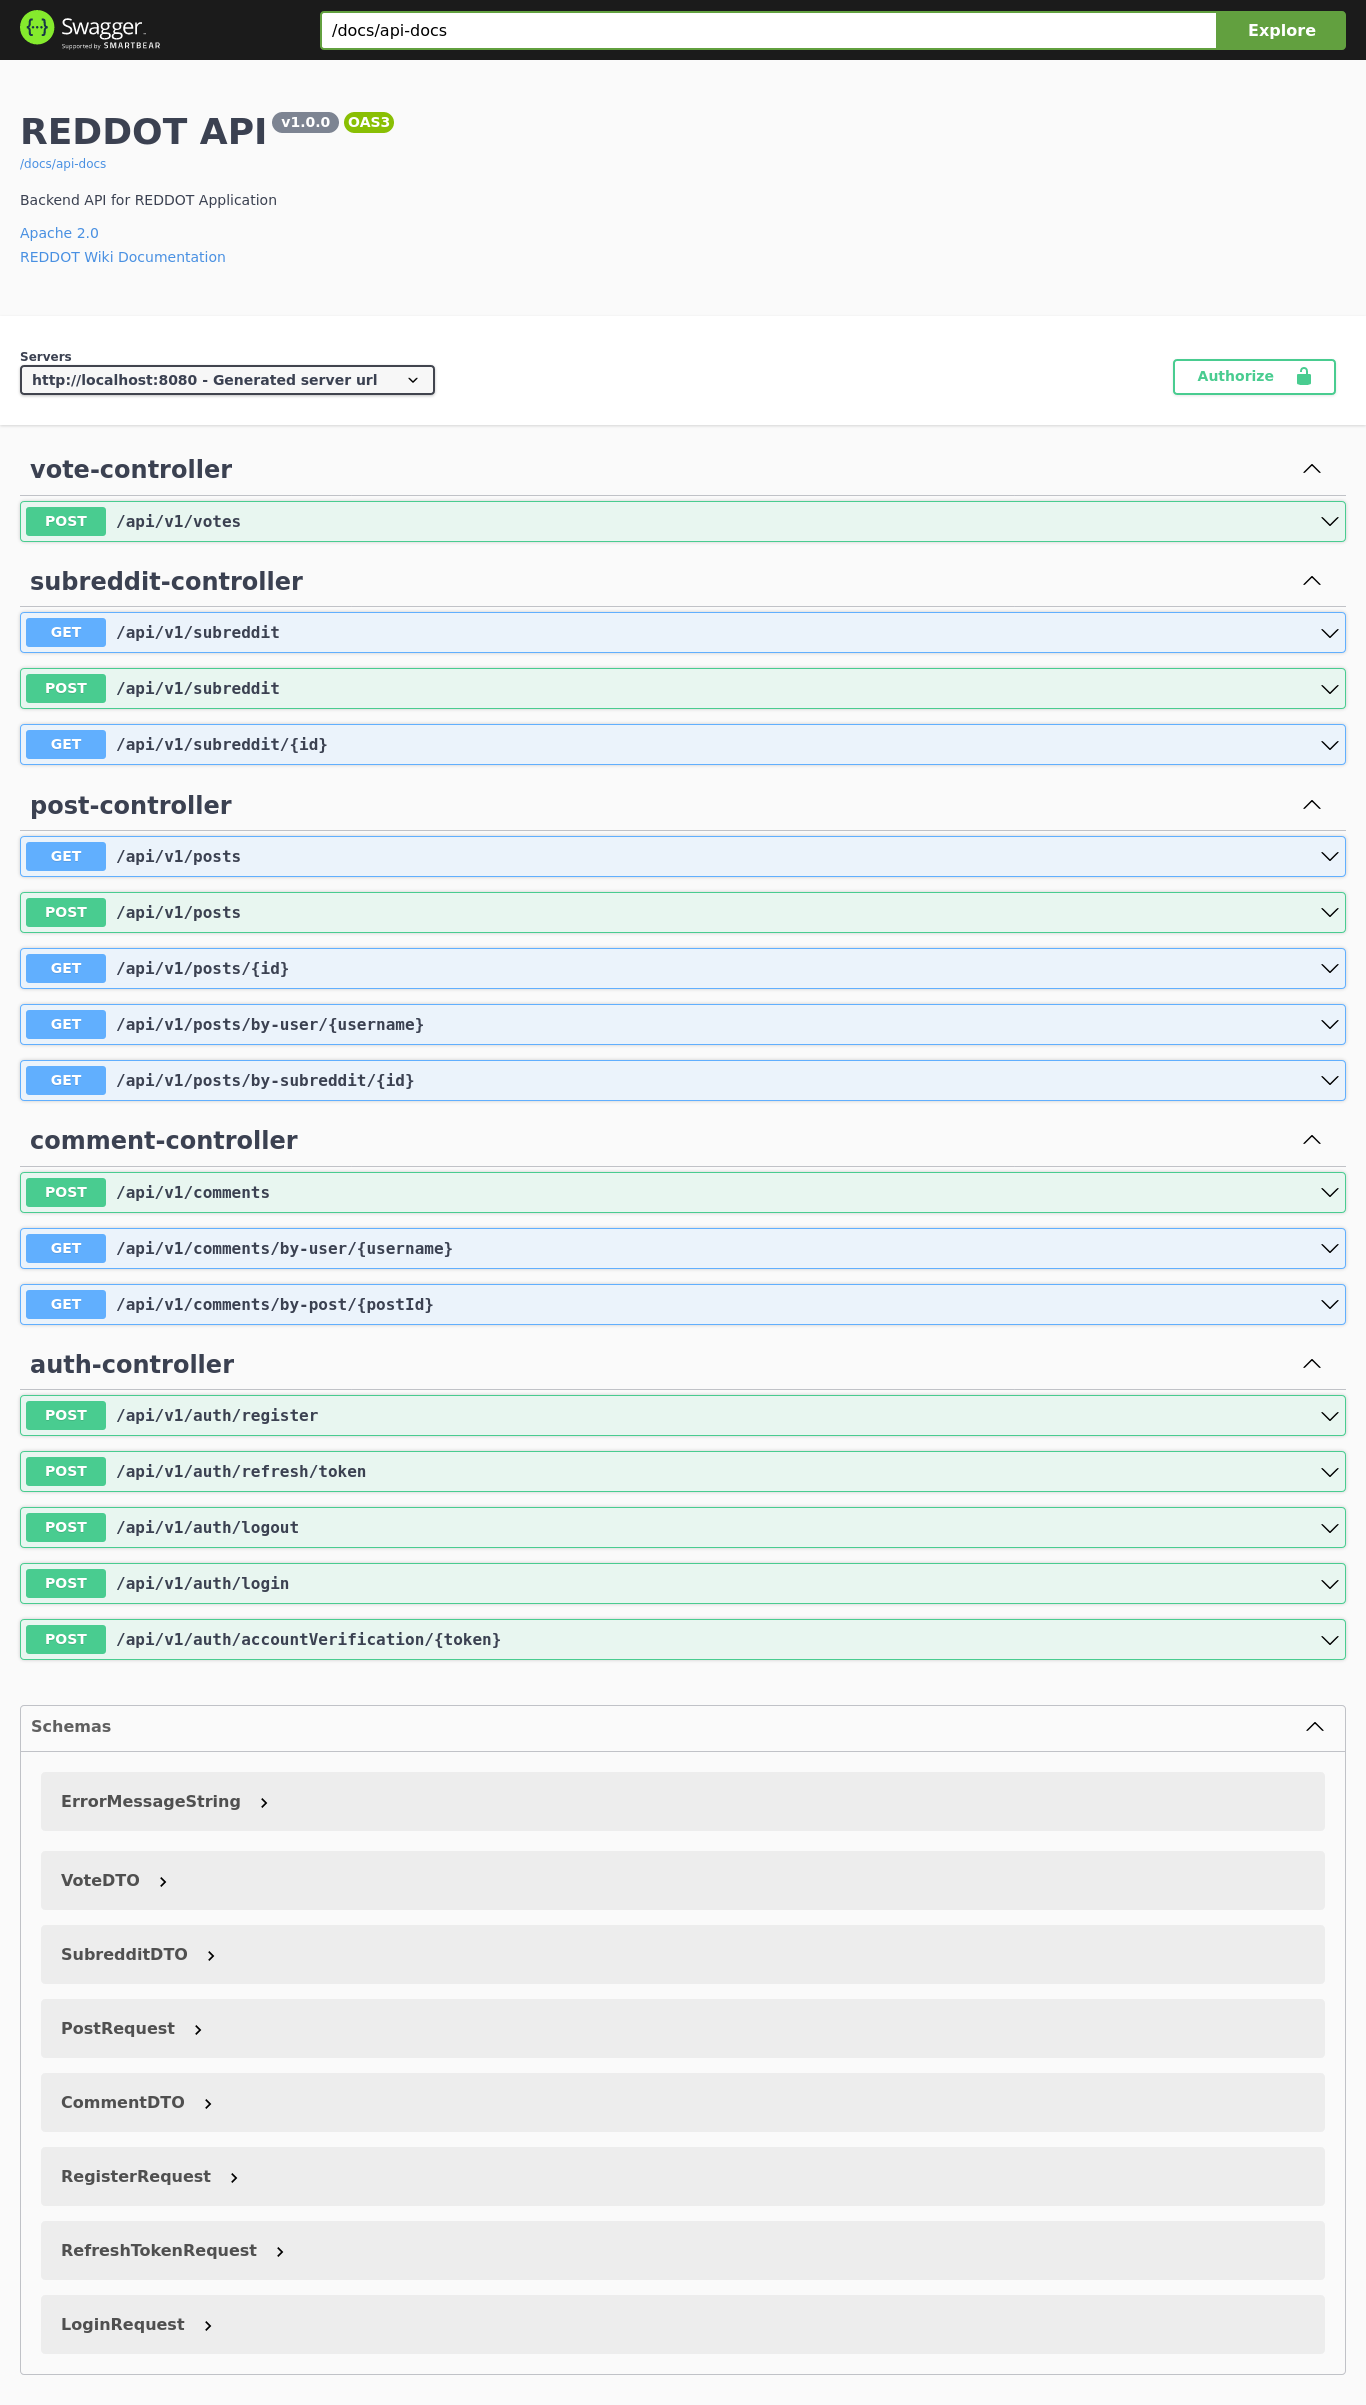 Swagger.
Supported by SMARTBEAR
/docs/api-docs
Explore
REDDOT API v1.0.0 OAS3
/docs/api-docs
Backend API for REDDOT Application
Apache 2.0
REDDOT Wiki Documentation
Servers
http://localhost:8080 - Generated server url
Authorize
vote-controller
POST /api/v1/votes
subreddit-controller
GET /api/v1/subreddit
POST /api/v1/subreddit
GET /api/v1/subreddit/{id}
post-controller
GET /api/v1/posts
POST /api/v1/posts
GET /api/v1/posts/{id}
GET /api/v1/posts/by-user/{username}
GET /api/v1/posts/by-subreddit/{id}
comment-controller
POST /api/v1/comments
GET /api/v1/comments/by-user/{username}
GET /api/v1/comments/by-post/{postId}
auth-controller
POST /api/v1/auth/register
POST /api/v1/auth/refresh/token
POST /api/v1/auth/logout
POST /api/v1/auth/login
POST /api/v1/auth/accountVerification/{token}
Schemas
ErrorMessageString
VoteDTO
SubredditDTO
PostRequest
CommentDTO
RegisterRequest
RefreshTokenRequest
LoginRequest